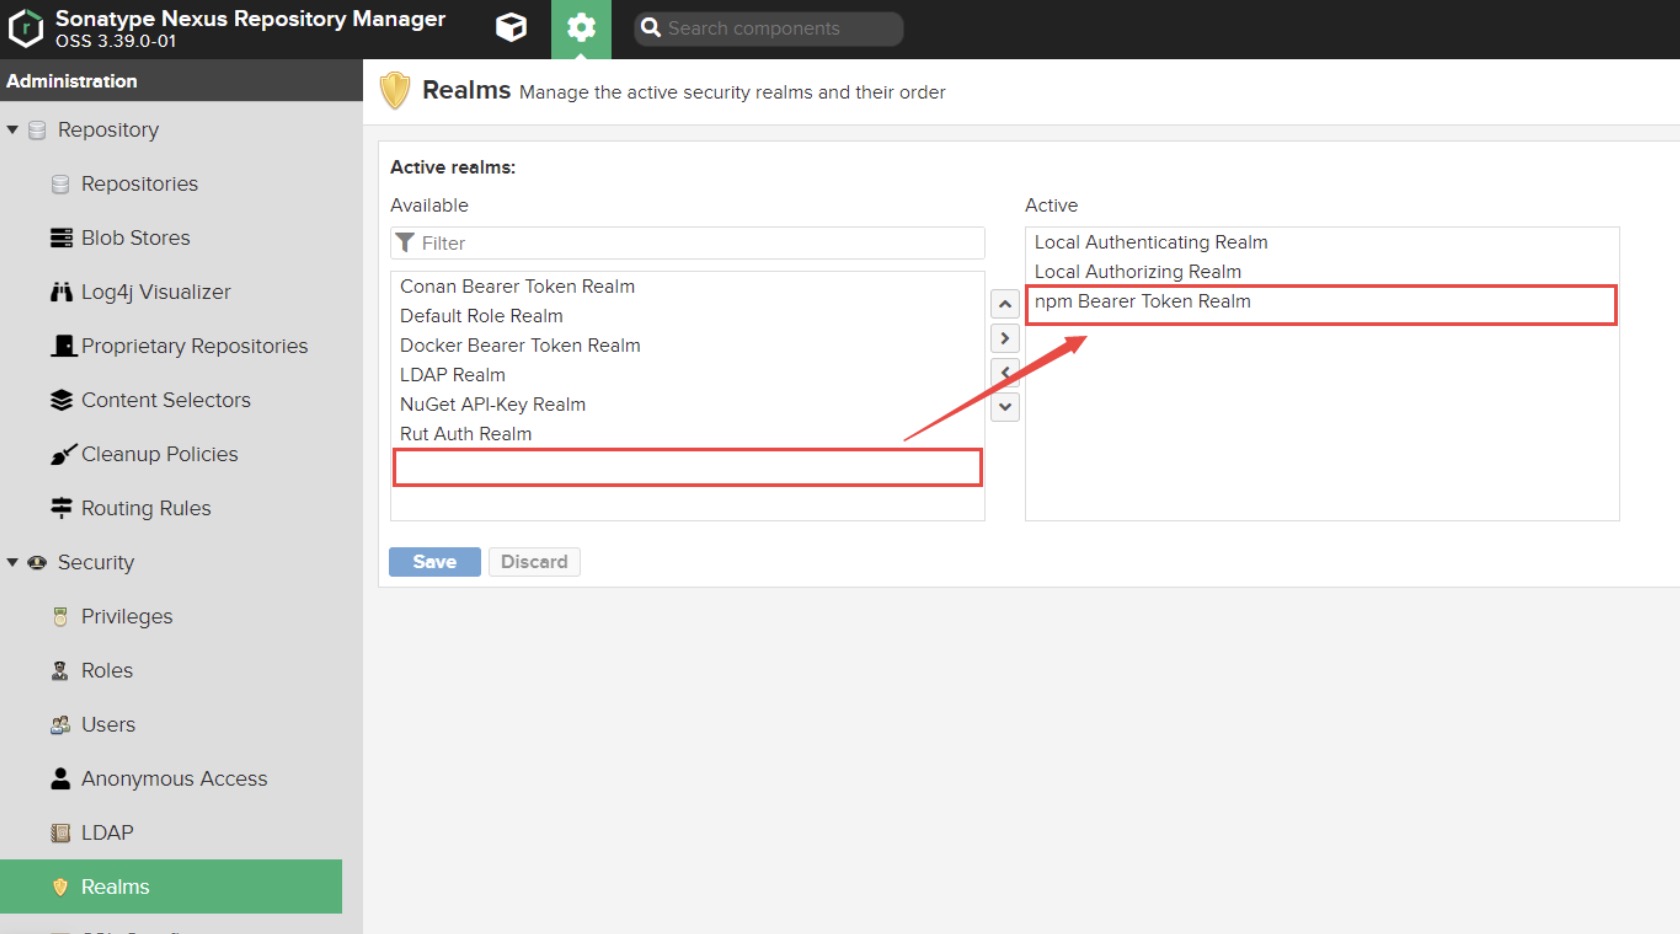 Sonatype Nexus Repository Manager
OSS 3.39.0-01
Search components
Administration
Repository
Repositories
Blob Stores
Log4j Visualizer
Proprietary Repositories
Content Selectors
Cleanup Policies
Routing Rules
Security
Privileges
Roles
Users
Anonymous Access
LDAP
Realms
Realms Manage the active security realms and their order
Active realms:
Available
Filter
Conan Bearer Token Realm
Default Role Realm
Docker Bearer Token Realm
LDAP Realm
NuGet API-Key Realm
Rut Auth Realm
Active
Local Authenticating Realm
Local Authorizing Realm
npm Bearer Token Realm
Save
Discard